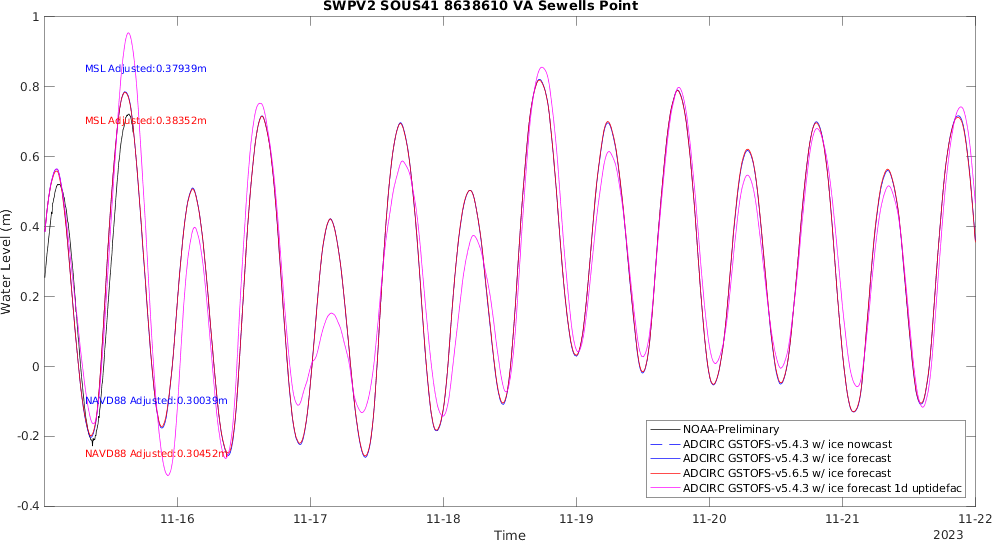 SWPV2 SOUS41 8638610 VA Sewells Point
1
0.8
0.6
0.4
0.2
0
-0.2
-0.4
Water Level (m)
MSL Adjusted:0.37939m
MSL Adjusted:0.38352m
NAVD88 Adjusted:0.30039m
NAVD88 Adjusted:0.30452m
NOAA-Preliminary
ADCIRC GSTOFS-v5.4.3 w/ ice nowcast
ADCIRC GSTOFS-v5.4.3 w/ ice forecast
ADCIRC GSTOFS-v5.6.5 w/ ice forecast
ADCIRC GSTOFS-v5.4.3 w/ ice forecast 1d uptidefac
11-16 11-17 11-18 11-19 11-20 11-21 11-22
Time
2023